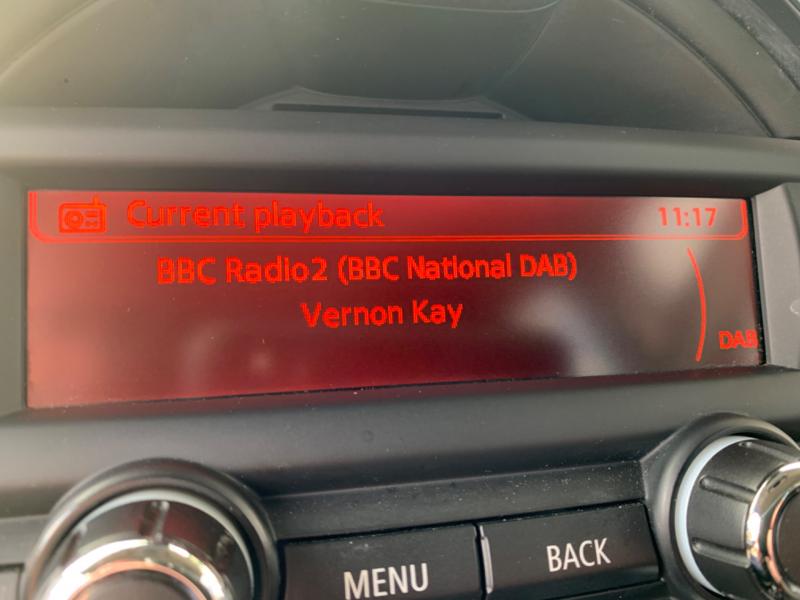 Current playback 11:17
BBC Radio2 (BBC National DAB)
Vernon Kay
DAB
MENU
BACK